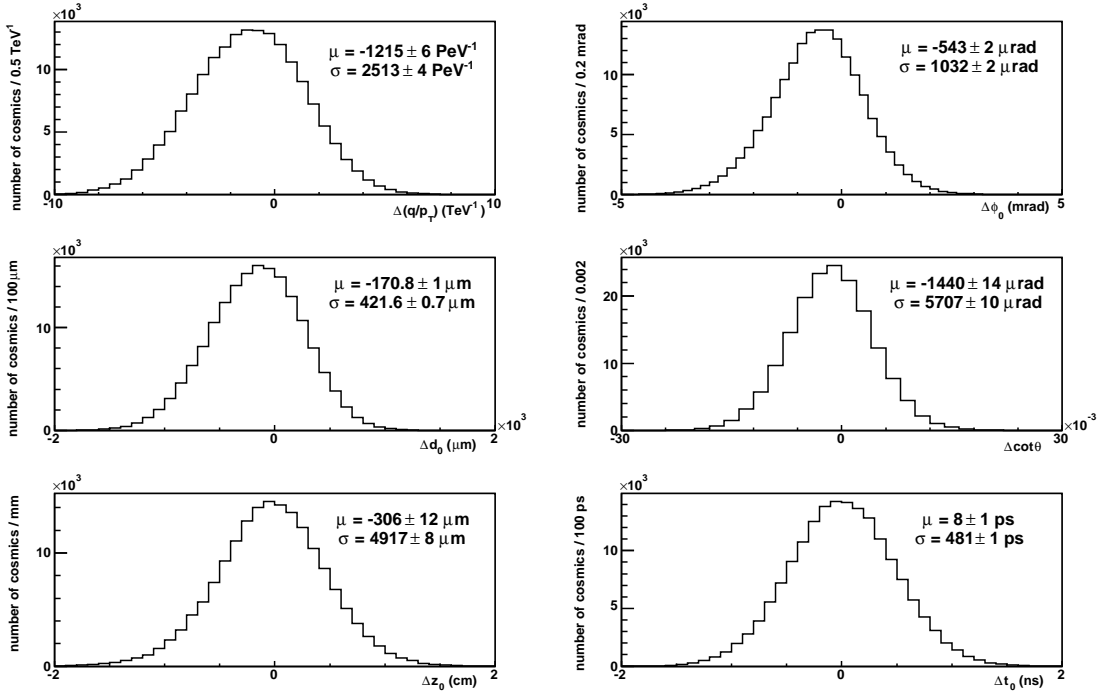 ×10³
number of cosmics / 0.5 TeV⁻¹
10
5
0
μ = -1215 ± 6 PeV⁻¹
σ = 2513 ± 4 PeV⁻¹
-10 0 10
Δ(q/p_T) (TeV⁻¹)
×10³
number of cosmics / 0.2 mrad
10
5
0
μ = -543 ± 2 μrad
σ = 1032 ± 2 μrad
-5 0 5
Δϕ₀ (mrad)
×10³
number of cosmics / 100μm
10
0
μ = -170.8 ± 1 μm
σ = 421.6 ± 0.7 μm
-2 0 2
×10³
Δd₀ (μm)
number of cosmics / 0.002
×10³
20
10
0
μ = -1440 ± 14 μrad
σ = 5707 ± 10 μrad
-30 0 30
×10⁻³
Δcotθ
×10³
number of cosmics / mm
10
0
μ = -306 ± 12 μm
σ = 4917 ± 8 μm
-2 0 2
Δz₀ (cm)
×10³
number of cosmics / 100 ps
10
5
0
μ = 8 ± 1 ps
σ = 481 ± 1 ps
-2 0 2
Δt₀ (ns)